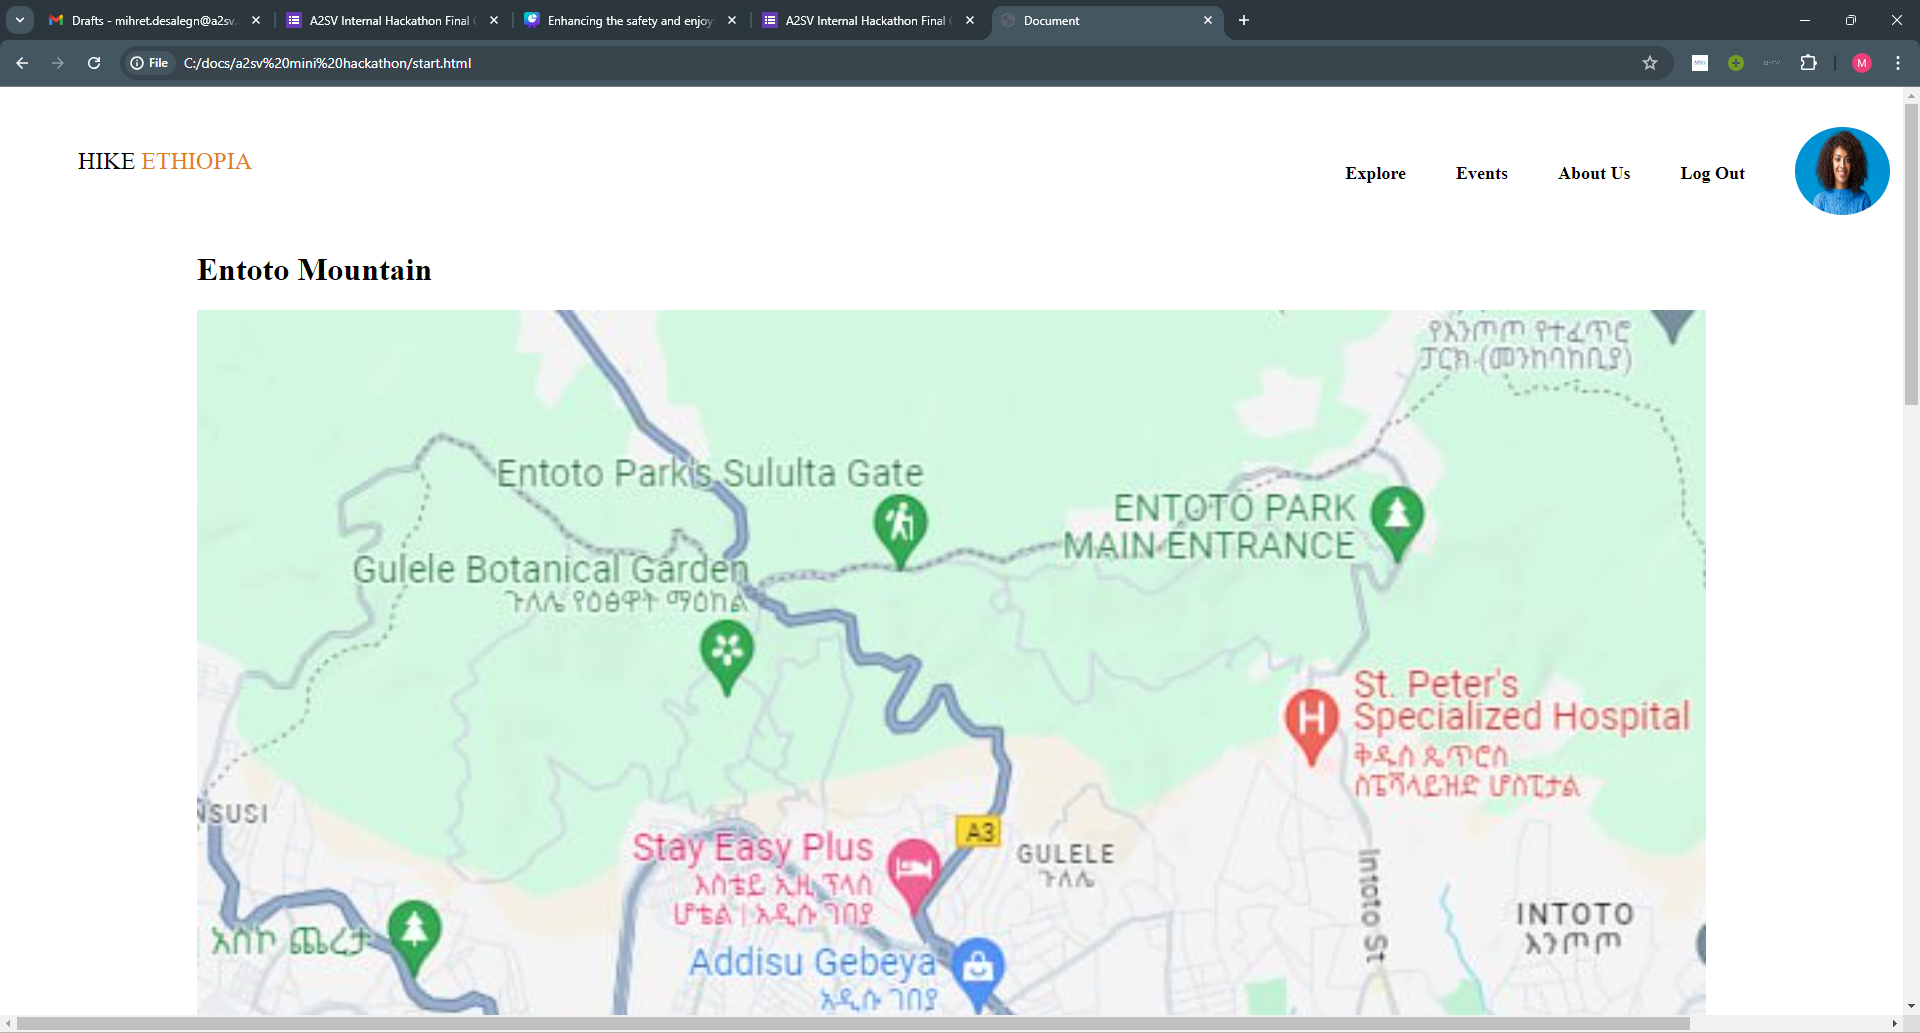 Drafts - mihret.desalegn@a2sv.
A2SV Internal Hackathon Final
Enhancing the safety and enjoy
A2SV Internal Hackathon Final
Document
File
C:/docs/a2sv%20mini%20hackathon/start.html
M
HIKE ETHIOPIA
Explore
Events
About Us
Log Out
Entoto Mountain
የእንጦጦ የተፈጥሮ
ፓርክ (መንከባከቢያ)
Entoto Park's Sululta Gate
ENTOTO PARK
MAIN ENTRANCE
Gulele Botanical Garden
ጉለሌ የዕፅዋት ማዕከል
St. Peter's
Specialized Hospital
ቅዱስ ጴጥሮስ
ስፔሻላይዝድ ሆስፒታል
NSUSI
A3
Stay Easy Plus
እስቴይ ኢዚ ፕላስ
ሆቴል | አዲሱ ገበያ
GULELE
ጉለሌ
Intoto St
INTOTO
እንጦጦ
እስኮ ጨረታ
Addisu Gebeya
አዲሱ ገበያ